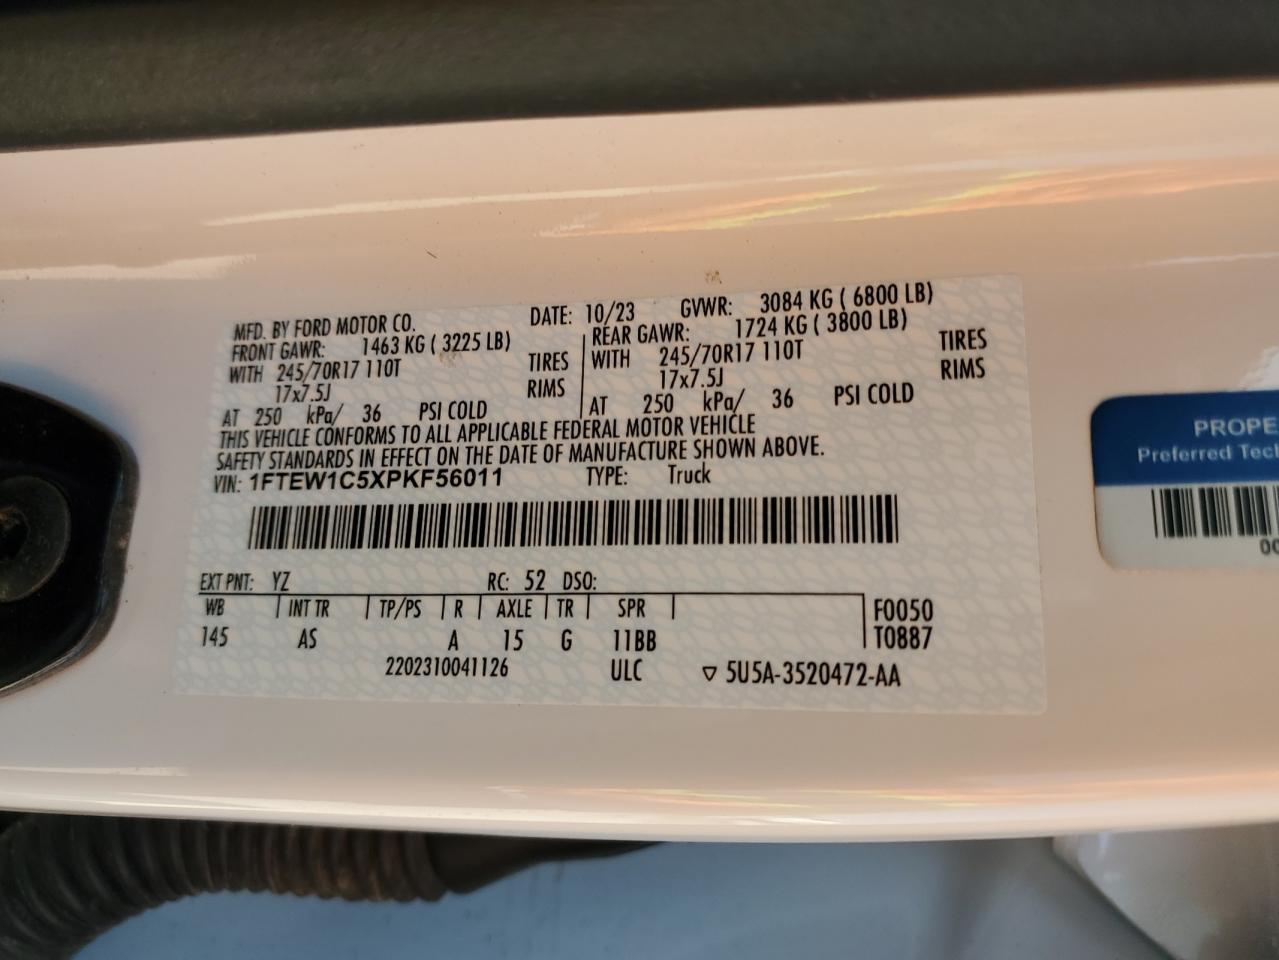 MFD. BY FORD MOTOR CO. DATE: 10/23 GVWR: 3084 KG ( 6800 LB)
FRONT GAWR: 1463 KG ( 3225 LB) REAR GAWR: 1724 KG ( 3800 LB)
WITH 245/70R17 110T TIRES WITH 245/70R17 110T TIRES
17x7.5J RIMS 17x7.5J RIMS
AT 250 kPa/ 36 PSI COLD AT 250 kPa/ 36 PSI COLD
THIS VEHICLE CONFORMS TO ALL APPLICABLE FEDERAL MOTOR VEHICLE
SAFETY STANDARDS IN EFFECT ON THE DATE OF MANUFACTURE SHOWN ABOVE.
VIN: 1FTEW1C5XPKF56011 TYPE: Truck
EXT PNT: YZ RC: 52 DSO:
WB INT TR TP/PS R AXLE TR SPR F0050
145 AS A 15 G 11BB T0887
2202310041126 ULC ▽ 5U5A-3520472-AA
PROPE
Preferred Tech